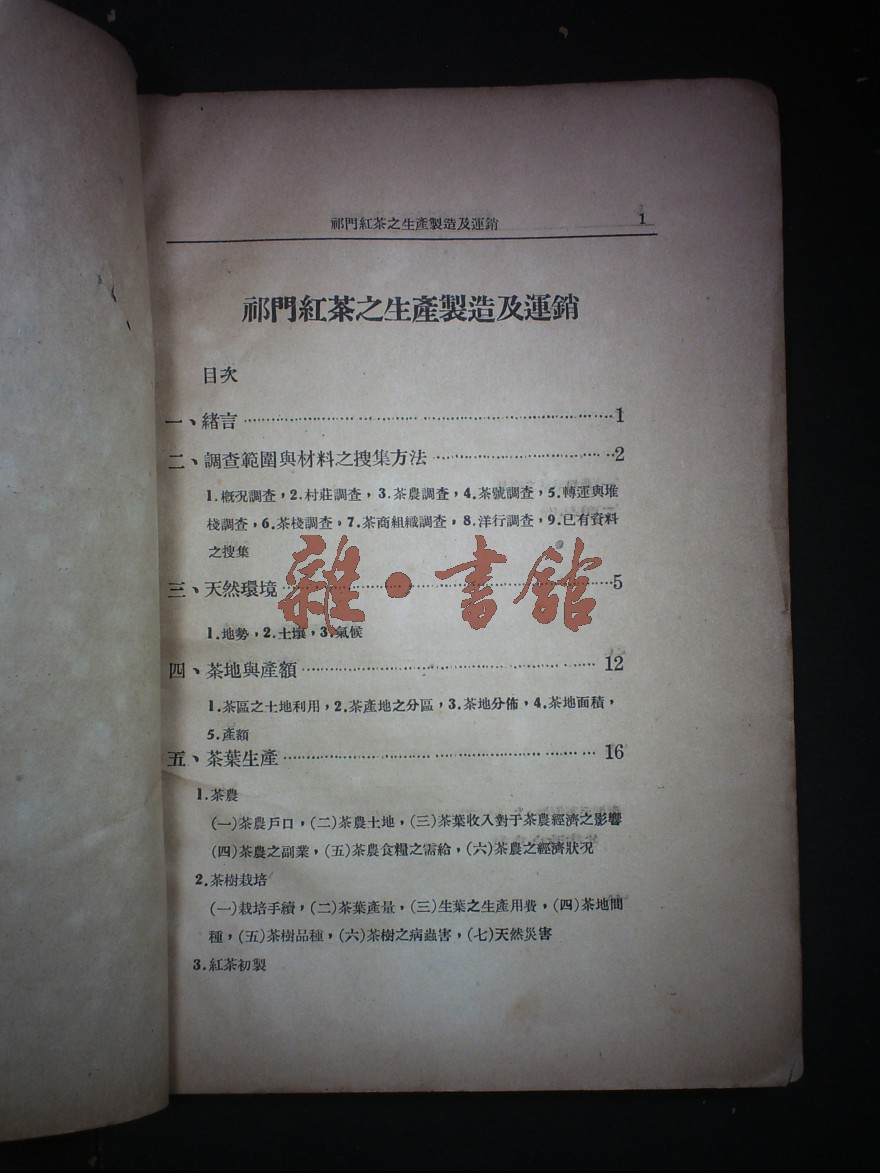 祁門紅茶之生產製造及運銷 1
祁門紅茶之生產製造及運銷
目次
一、緒言 1
二、調查範圍與材料之搜集方法 2
1.概況調查，2.村莊調查，3.茶農調查，4.茶號調查，5.轉運與堆
棧調查，6.茶棧調查，7.茶商組織調查，8.洋行調查，9.已有資料
之搜集
雜·書館
三、天然環境 5
1.地勢，2.土壤，3.氣候
四、茶地與產額 12
1.茶區之土地利用，2.茶產地之分區，3.茶地分佈，4.茶地面積，
5.產額
五、茶葉生產 16
1.茶農
(一)茶農戶口，(二)茶農土地，(三)茶葉收入對于茶農經濟之影響
(四)茶農之副業，(五)茶農食糧之需給，(六)茶農之經濟狀況
2.茶樹栽培
(一)栽培手續，(二)茶葉產量，(三)生葉之生產用費，(四)茶地間
種，(五)茶樹品種，(六)茶樹之病蟲害，(七)天然災害
3.紅茶初製